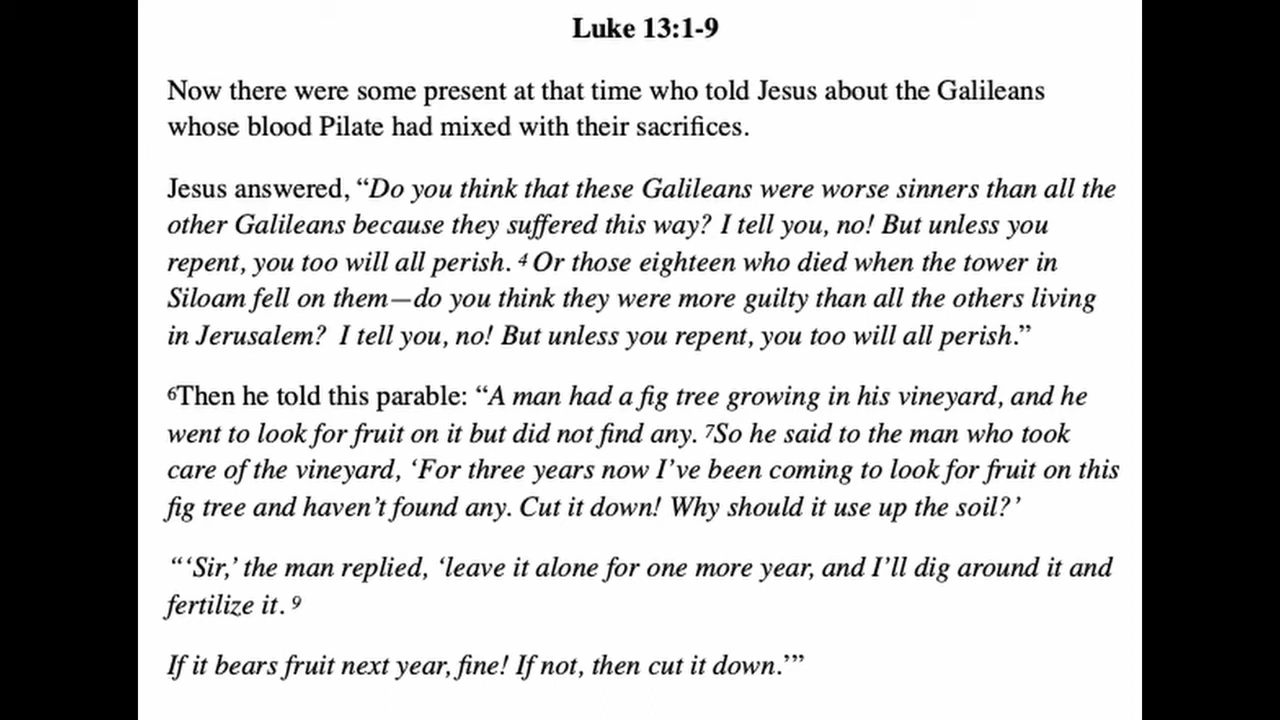 Luke 13:1-9
Now there were some present at that time who told Jesus about the Galileans
whose blood Pilate had mixed with their sacrifices.
Jesus answered, “Do you think that these Galileans were worse sinners than all the
other Galileans because they suffered this way? I tell you, no! But unless you
repent, you too will all perish. 4 Or those eighteen who died when the tower in
Siloam fell on them—do you think they were more guilty than all the others living
in Jerusalem?  I tell you, no! But unless you repent, you too will all perish.”
6Then he told this parable: “A man had a fig tree growing in his vineyard, and he
went to look for fruit on it but did not find any. 7So he said to the man who took
care of the vineyard, ‘For three years now I’ve been coming to look for fruit on this
fig tree and haven’t found any. Cut it down! Why should it use up the soil?’
“‘Sir,’ the man replied, ‘leave it alone for one more year, and I’ll dig around it and
fertilize it. 9
If it bears fruit next year, fine! If not, then cut it down.’”